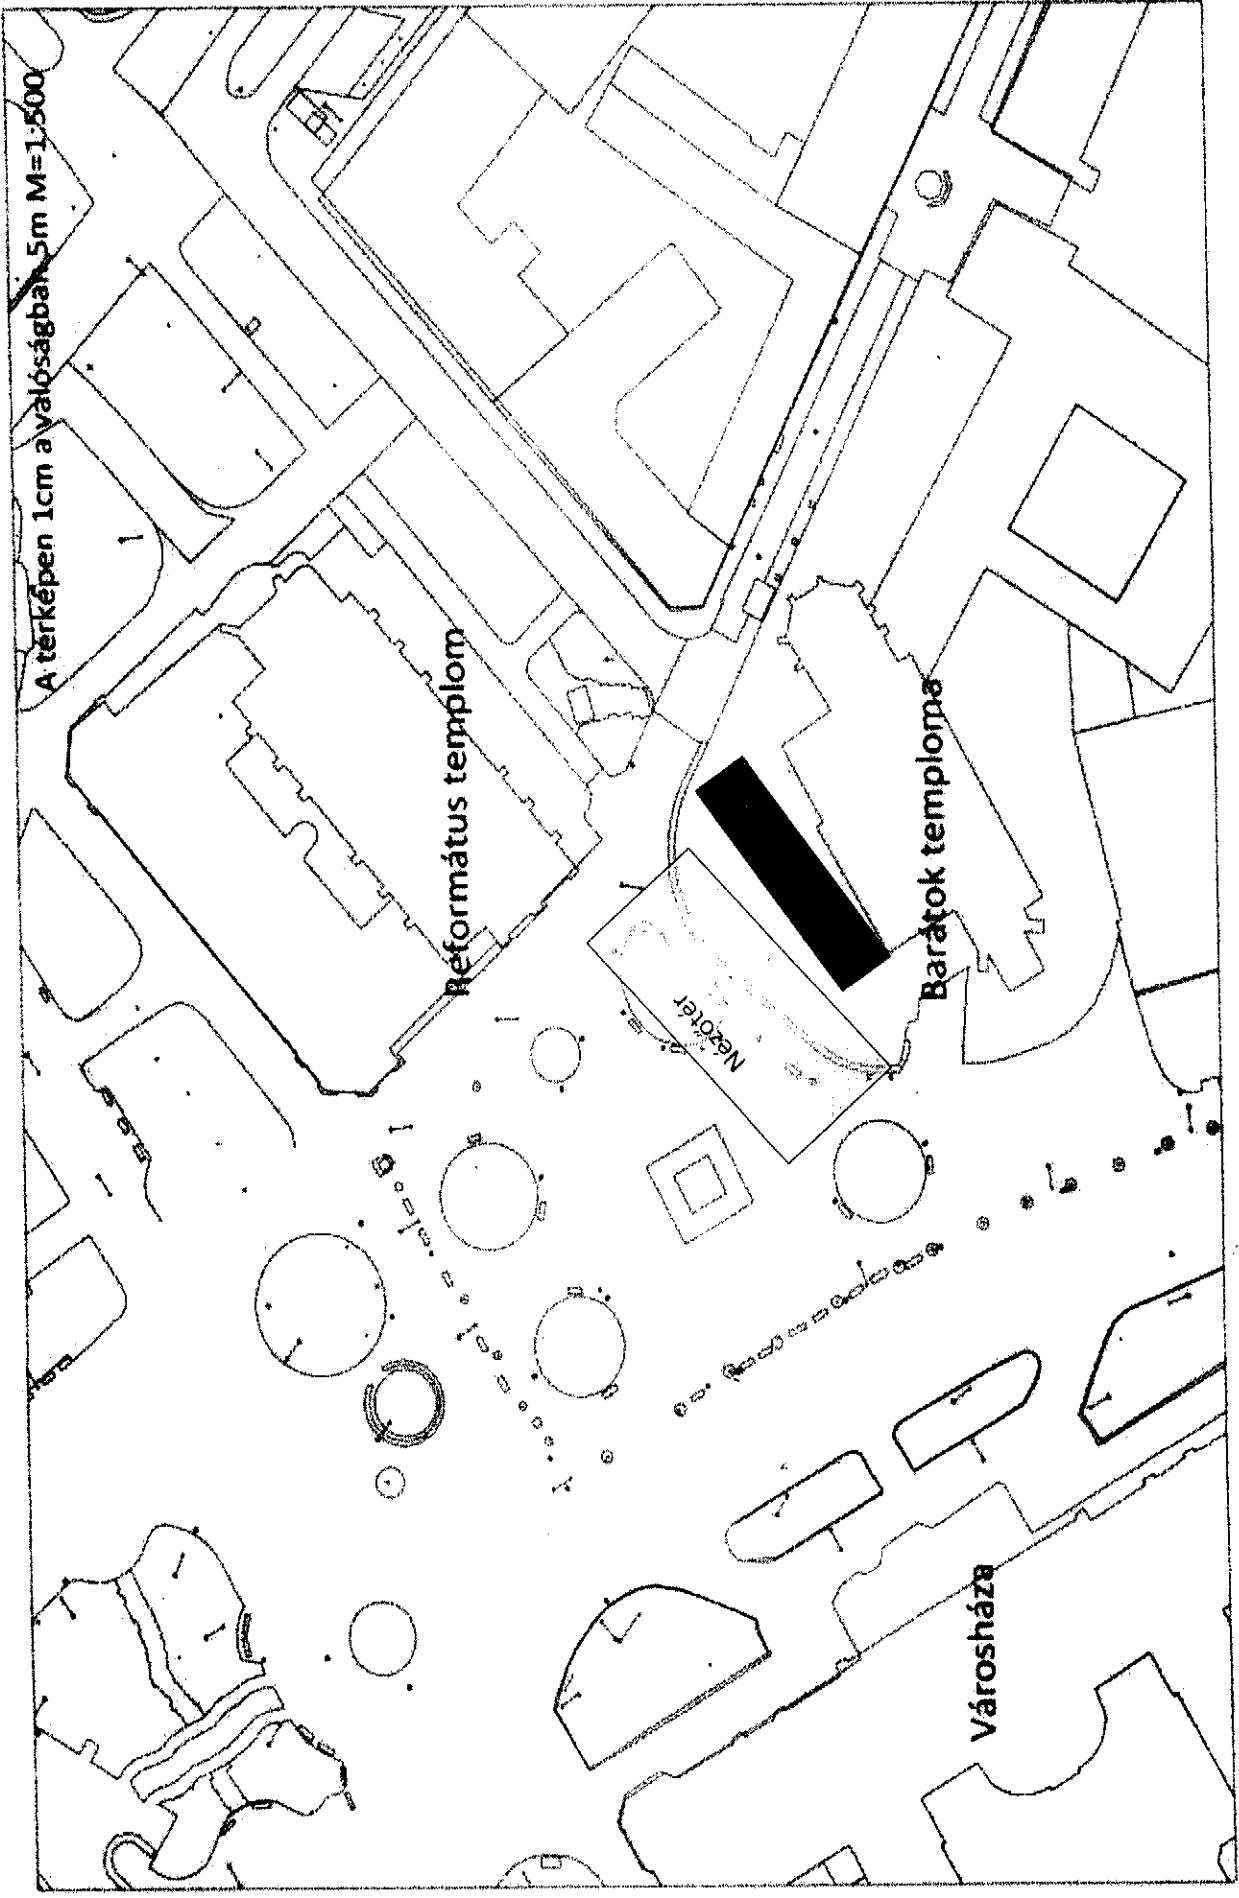 A térképen 1cm a valóságban 5m M=1:500
Református templom
Nézőtér
Barátok temploma
Városháza